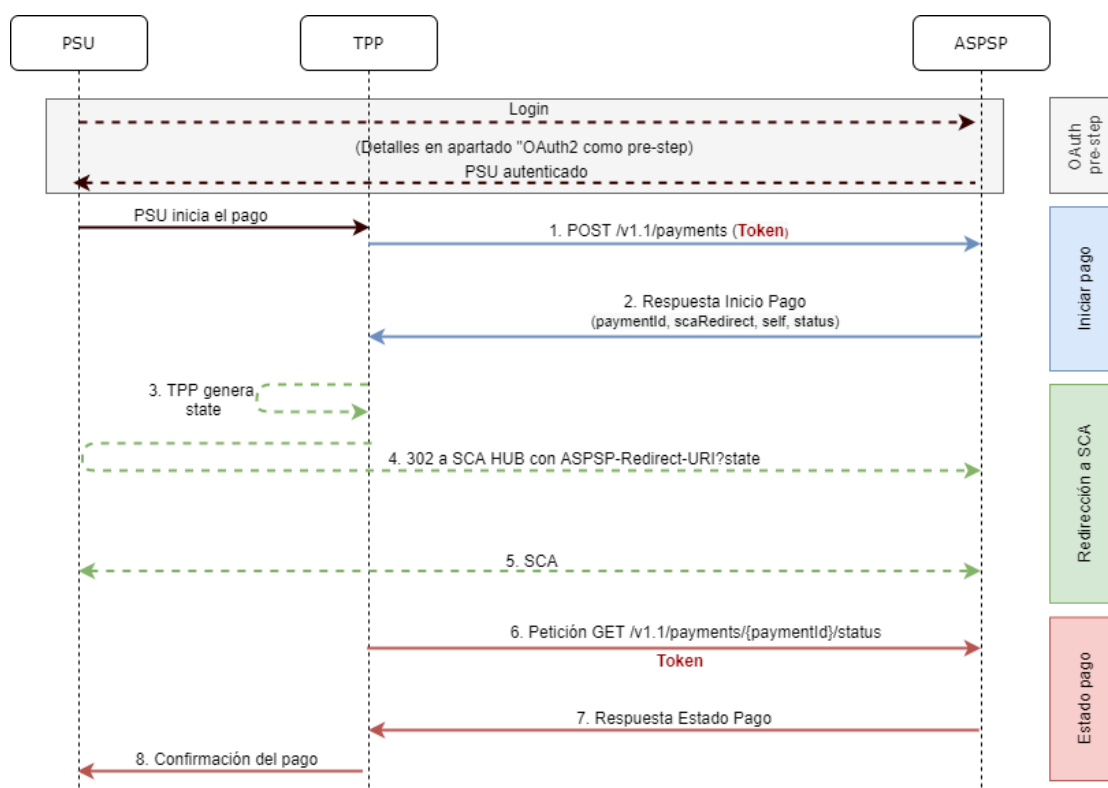 PSU
TPP
ASPSP
Login
(Detalles en apartado "OAuth2 como pre-step)
PSU autenticado
OAuth
pre-step
PSU inicia el pago
1. POST /v1.1/payments (Token)
2. Respuesta Inicio Pago
(paymentId, scaRedirect, self, status)
Iniciar pago
3. TPP genera
state
4. 302 a SCA HUB con ASPSP-Redirect-URI?state
5. SCA
Redirección a SCA
6. Petición GET /v1.1/payments/{paymentId}/status
Token
7. Respuesta Estado Pago
8. Confirmación del pago
Estado pago